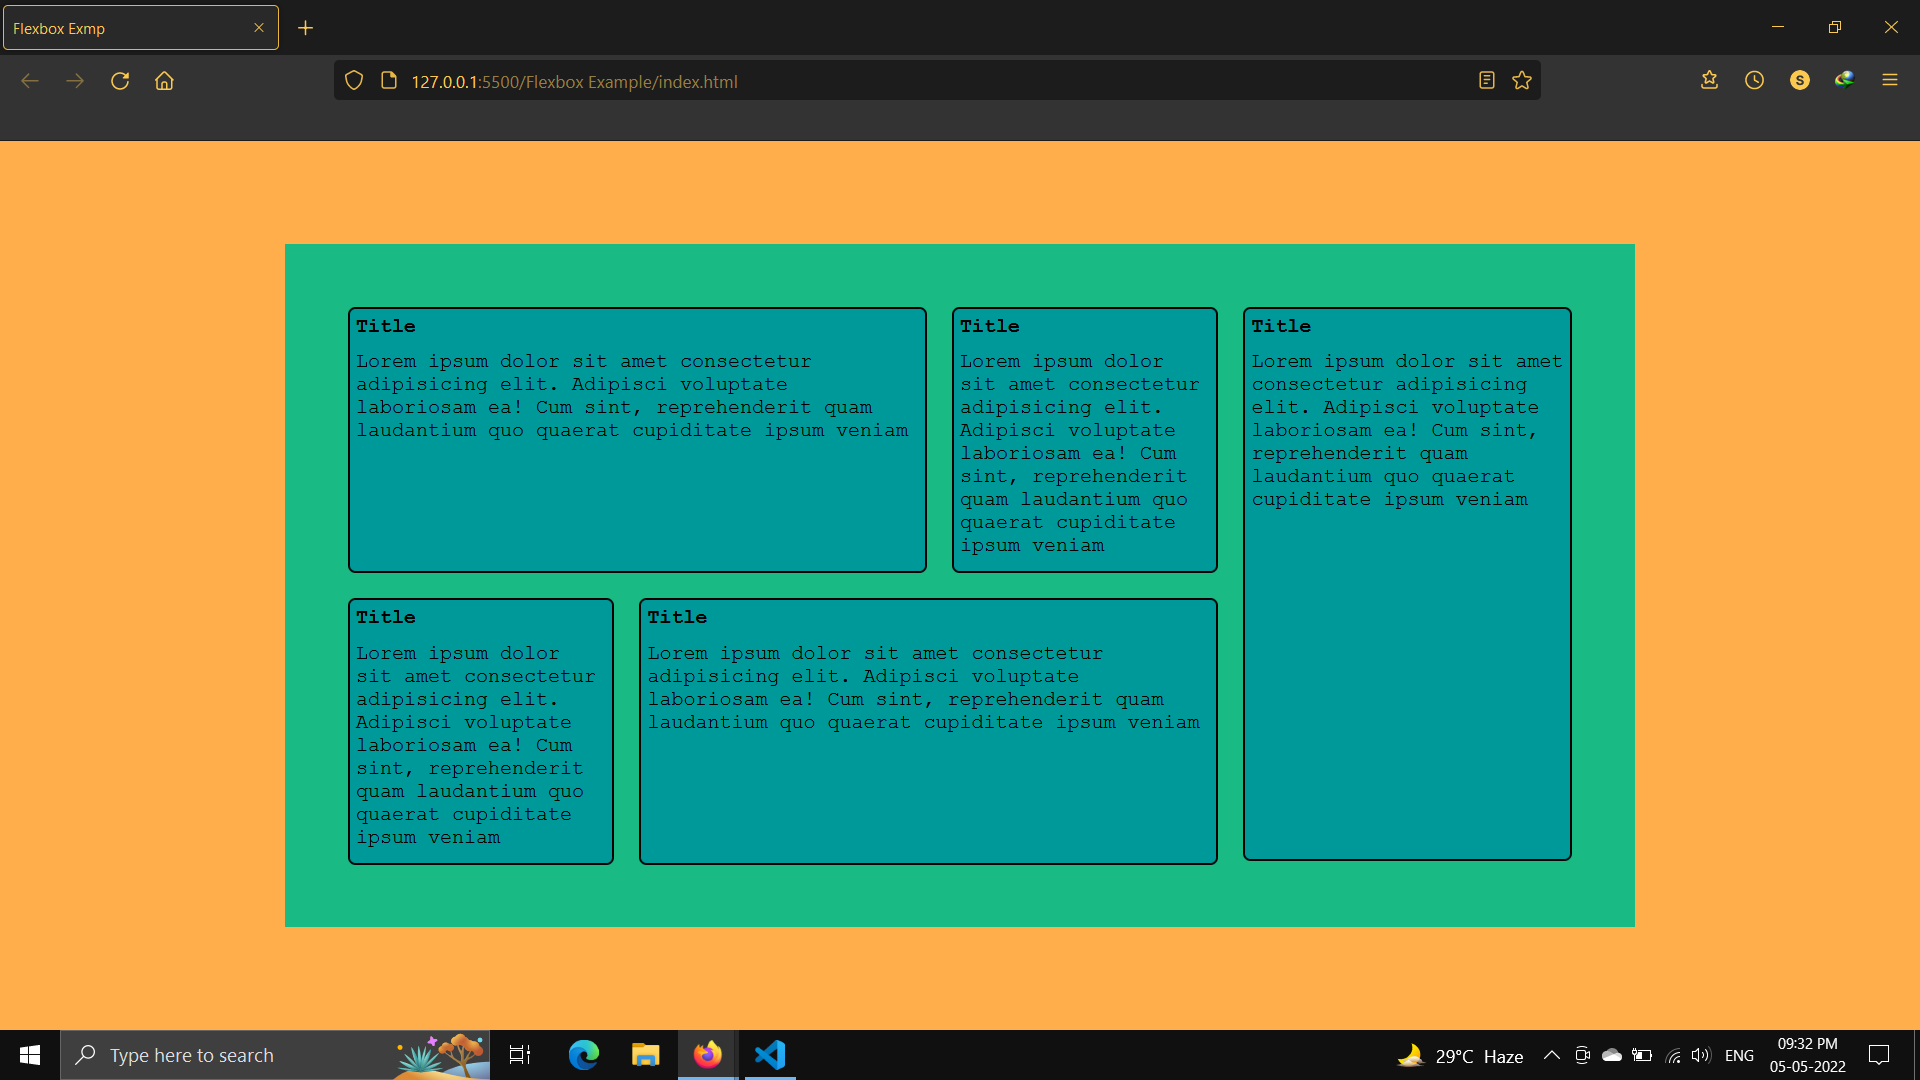 Flexbox Exmp
127.0.0.1:5500/Flexbox Example/index.html
S
Title
Lorem ipsum dolor sit amet consectetur
adipisicing elit. Adipisci voluptate
laboriosam ea! Cum sint, reprehenderit quam
laudantium quo quaerat cupiditate ipsum veniam
Title
Lorem ipsum dolor
sit amet consectetur
adipisicing elit.
Adipisci voluptate
laboriosam ea! Cum
sint, reprehenderit
quam laudantium quo
quaerat cupiditate
ipsum veniam
Title
Lorem ipsum dolor sit amet
consectetur adipisicing
elit. Adipisci voluptate
laboriosam ea! Cum sint,
reprehenderit quam
laudantium quo quaerat
cupiditate ipsum veniam
Title
Lorem ipsum dolor
sit amet consectetur
adipisicing elit.
Adipisci voluptate
laboriosam ea! Cum
sint, reprehenderit
quam laudantium quo
quaerat cupiditate
ipsum veniam
Title
Lorem ipsum dolor sit amet consectetur
adipisicing elit. Adipisci voluptate
laboriosam ea! Cum sint, reprehenderit quam
laudantium quo quaerat cupiditate ipsum veniam
Type here to search
29°C Haze
ENG
09:32 PM
05-05-2022